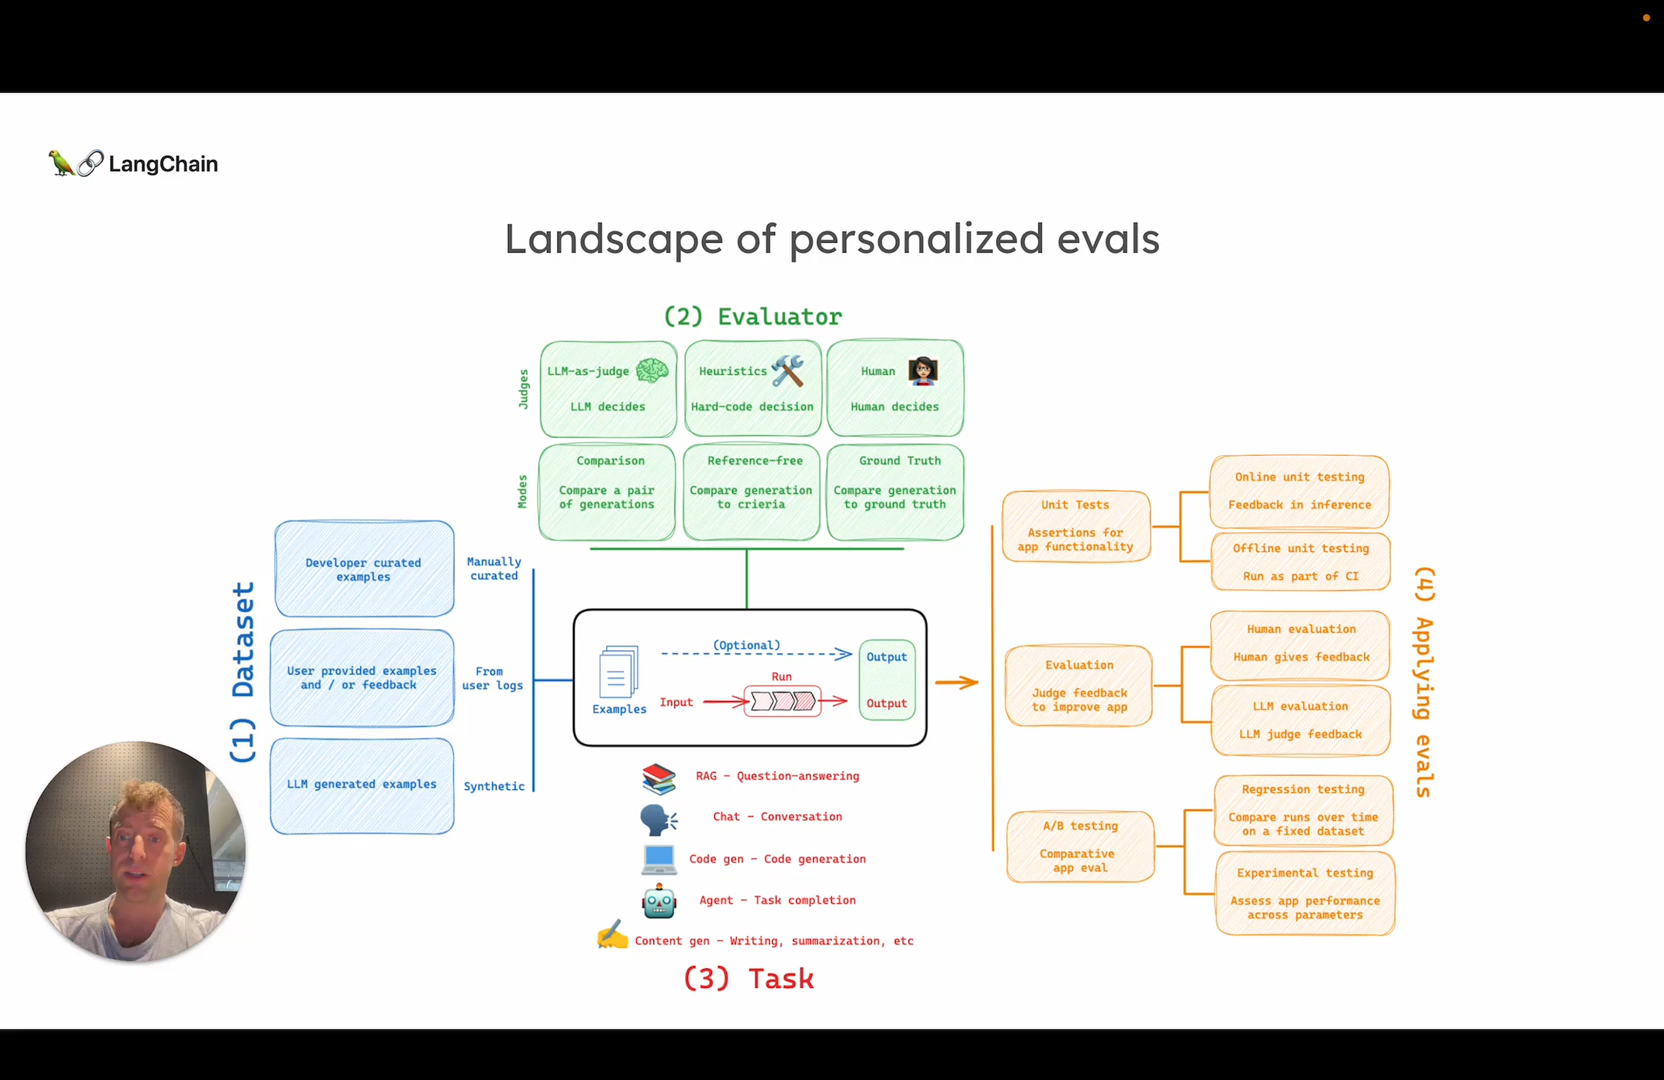 LangChain
Landscape of personalized evals
(2) Evaluator
Judges
LLM-as-judge
LLM decides
Heuristics
Hard-code decision
Human
Human decides
Modes
Comparison
Compare a pair
of generations
Reference-free
Compare generation
to crieria
Ground Truth
Compare generation
to ground truth
(1) Dataset
Developer curated
examples
Manually
curated
User provided examples
and / or feedback
From
user logs
LLM generated examples
Synthetic
Examples
(Optional)
Output
Input
Run
Output
RAG - Question-answering
Chat - Conversation
Code gen - Code generation
Agent - Task completion
Content gen - Writing, summarization, etc
(3) Task
Unit Tests
Assertions for
app functionality
Online unit testing
Feedback in inference
Offline unit testing
Run as part of CI
Evaluation
Judge feedback
to improve app
Human evaluation
Human gives feedback
LLM evaluation
LLM judge feedback
A/B testing
Comparative
app eval
Regression testing
Compare runs over time
on a fixed dataset
Experimental testing
Assess app performance
across parameters
(4) Applying evals